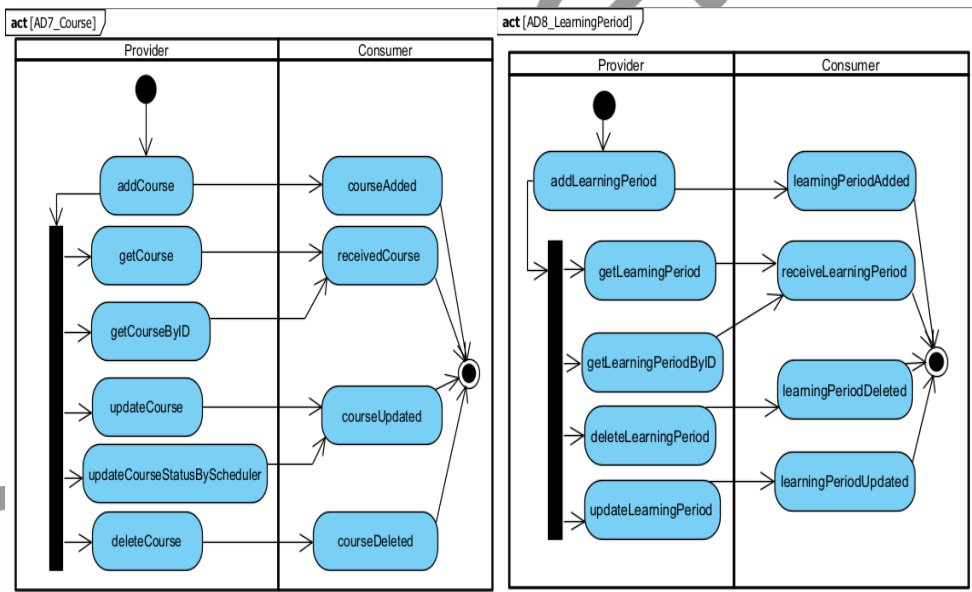 act [AD7_Course]
Provider
Consumer
addCourse
courseAdded
getCourse
receivedCourse
getCourseByID
updateCourse
courseUpdated
updateCourseStatusByScheduler
deleteCourse
courseDeleted
act [AD8_LearningPeriod]
Provider
Consumer
addLearningPeriod
learningPeriodAdded
getLearningPeriod
receiveLearningPeriod
getLearningPeriodByID
learningPeriodDeleted
deleteLearningPeriod
learningPeriodUpdated
updateLearningPeriod